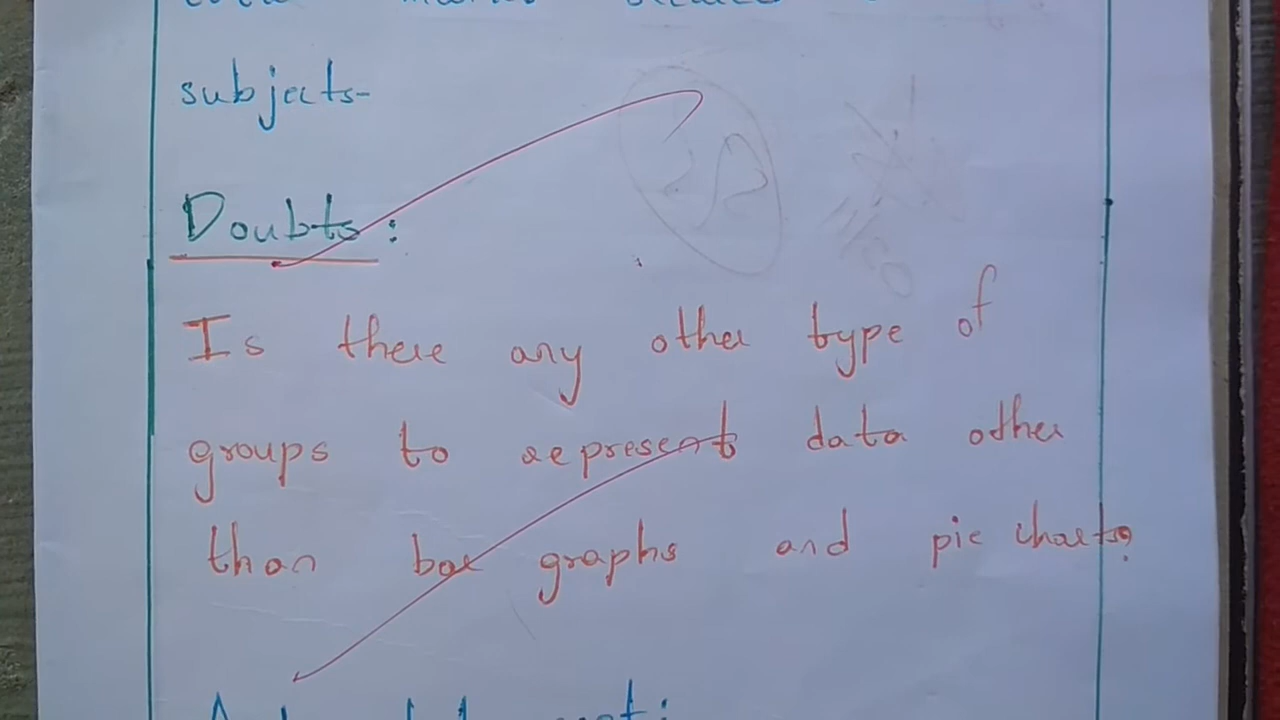 subjects-
Doubts:
Is there any other type of
groups to represent data other
than bar graphs and pie charts?